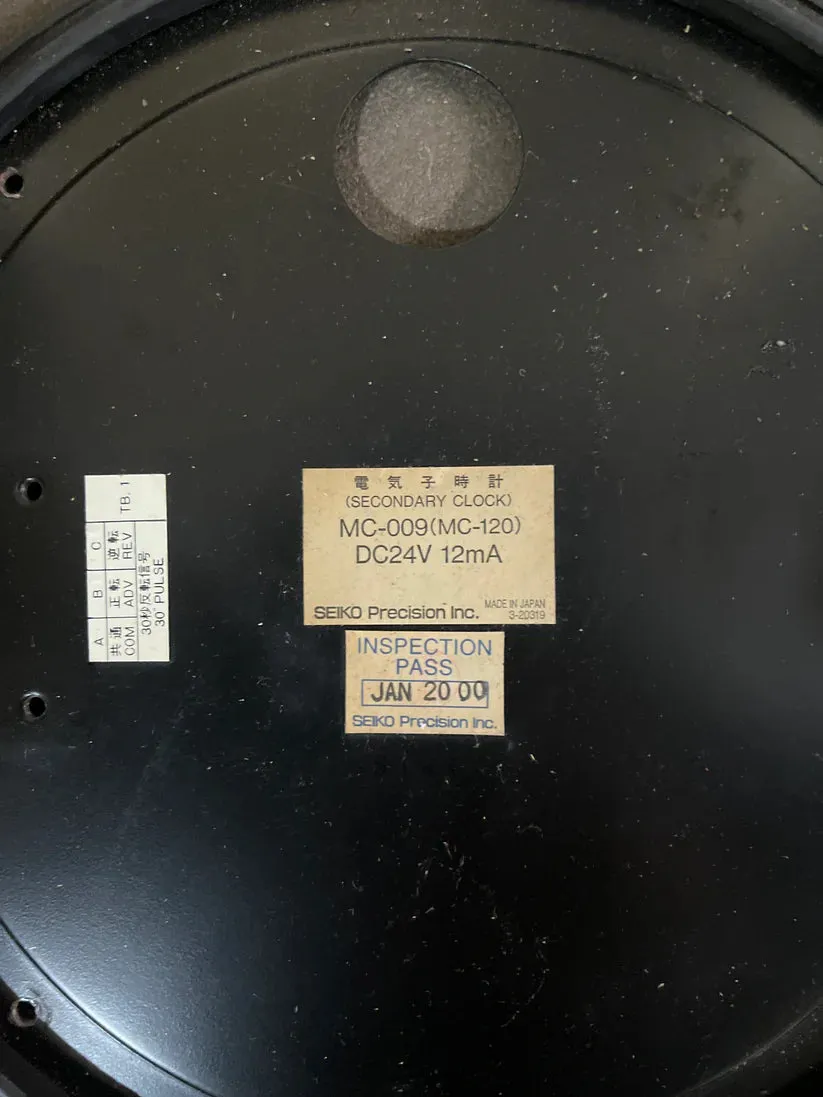 電気子時計
(SECONDARY CLOCK)
MC-009(MC-120)
DC24V 12mA
SEIKO Precision Inc.
MADE IN JAPAN
3-20319
INSPECTION
PASS
JAN 20 00
SEIKO Precision Inc.
A B C TB. 1
共通 正転 逆転
COM ADV REV
30秒反転信号
30" PULSE